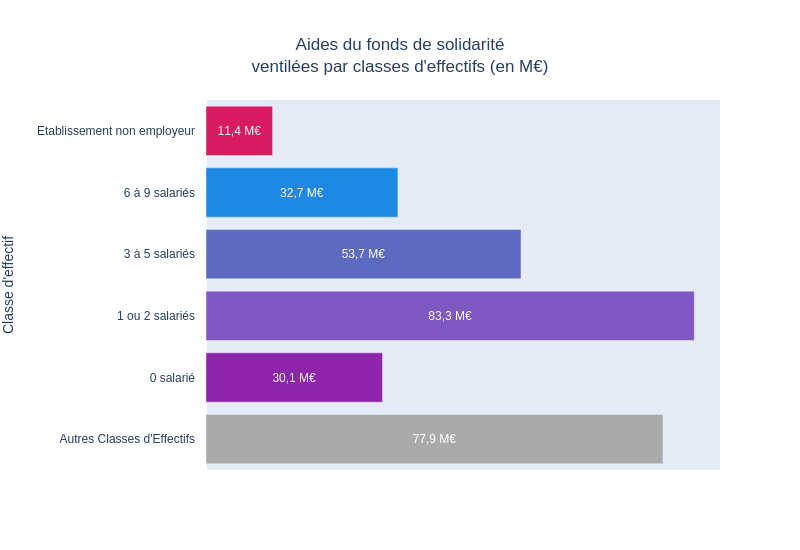 Aides du fonds de solidarité
ventilées par classes d'effectifs (en M€)
Classe d'effectif
Etablissement non employeur
11,4 M€
6 à 9 salariés
32,7 M€
3 à 5 salariés
53,7 M€
1 ou 2 salariés
83,3 M€
0 salarié
30,1 M€
Autres Classes d'Effectifs
77,9 M€